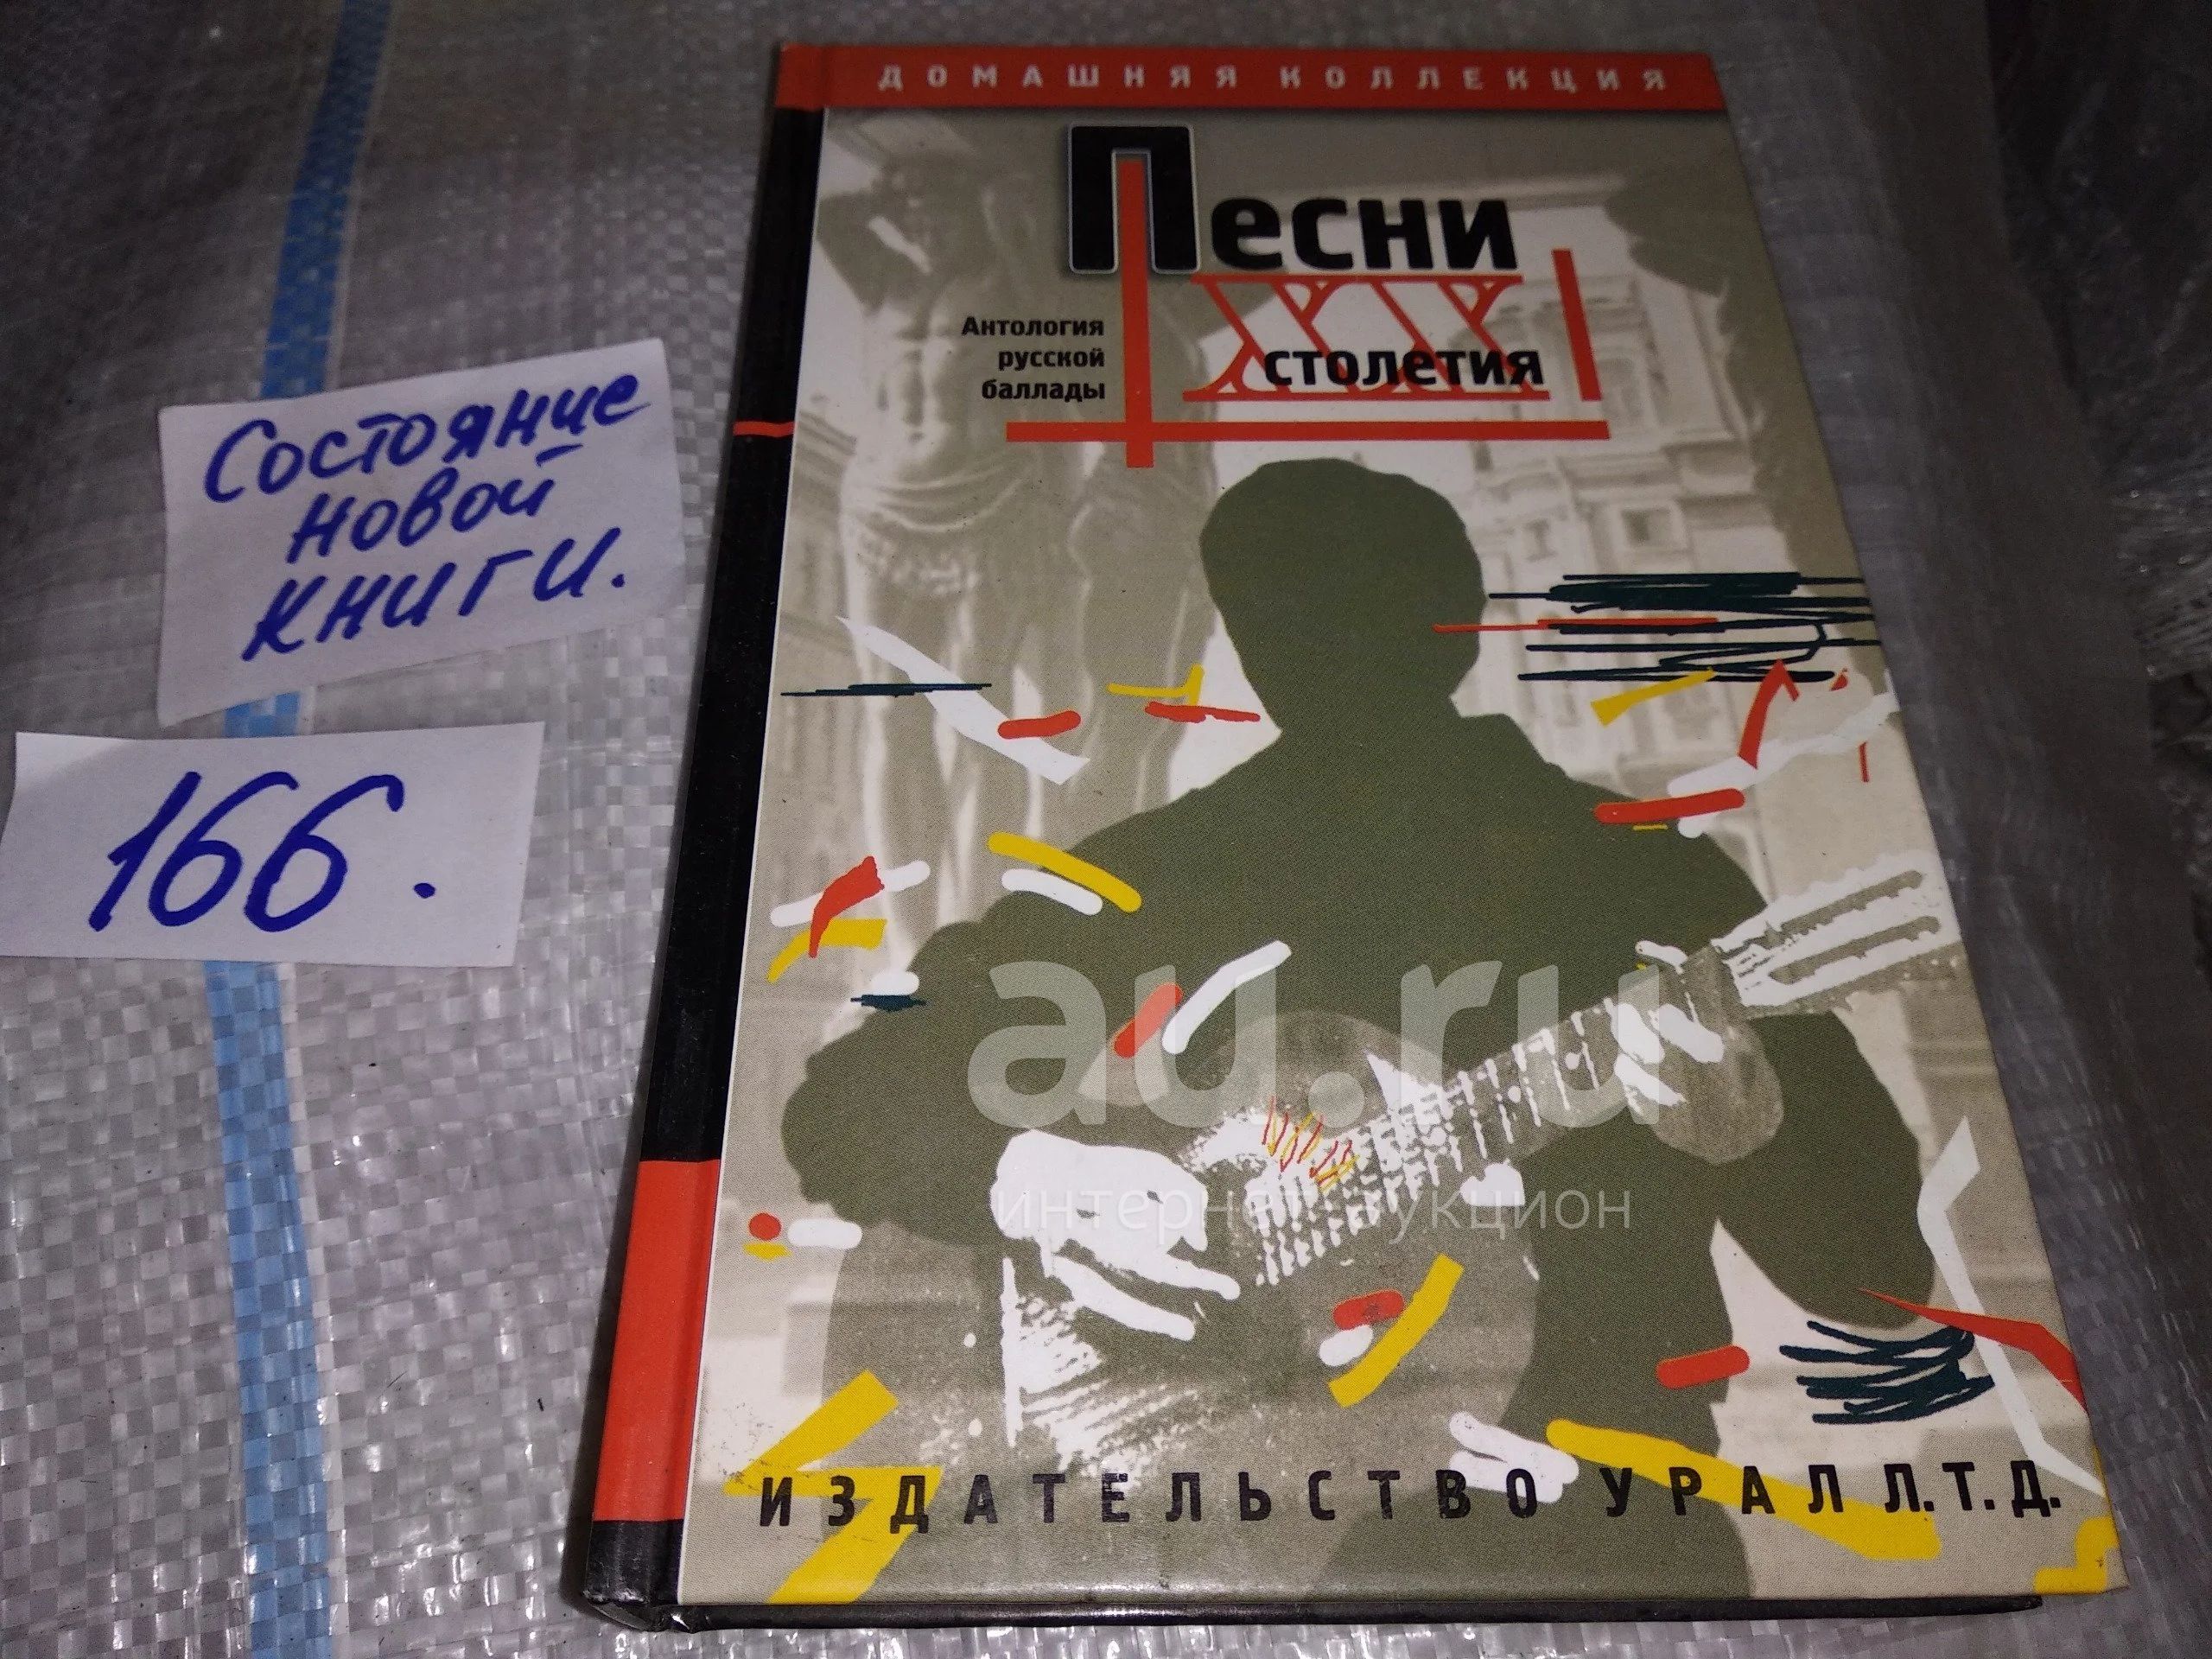 ДОМАШНЯЯ КОЛЛЕКЦИЯ
Песни
XX
столетия
Антология
русской
баллады
Состояние
новой
книги.
166.
au.ru
интернет аукцион
ИЗДАТЕЛЬСТВО УРАЛ Л.Т.Д.